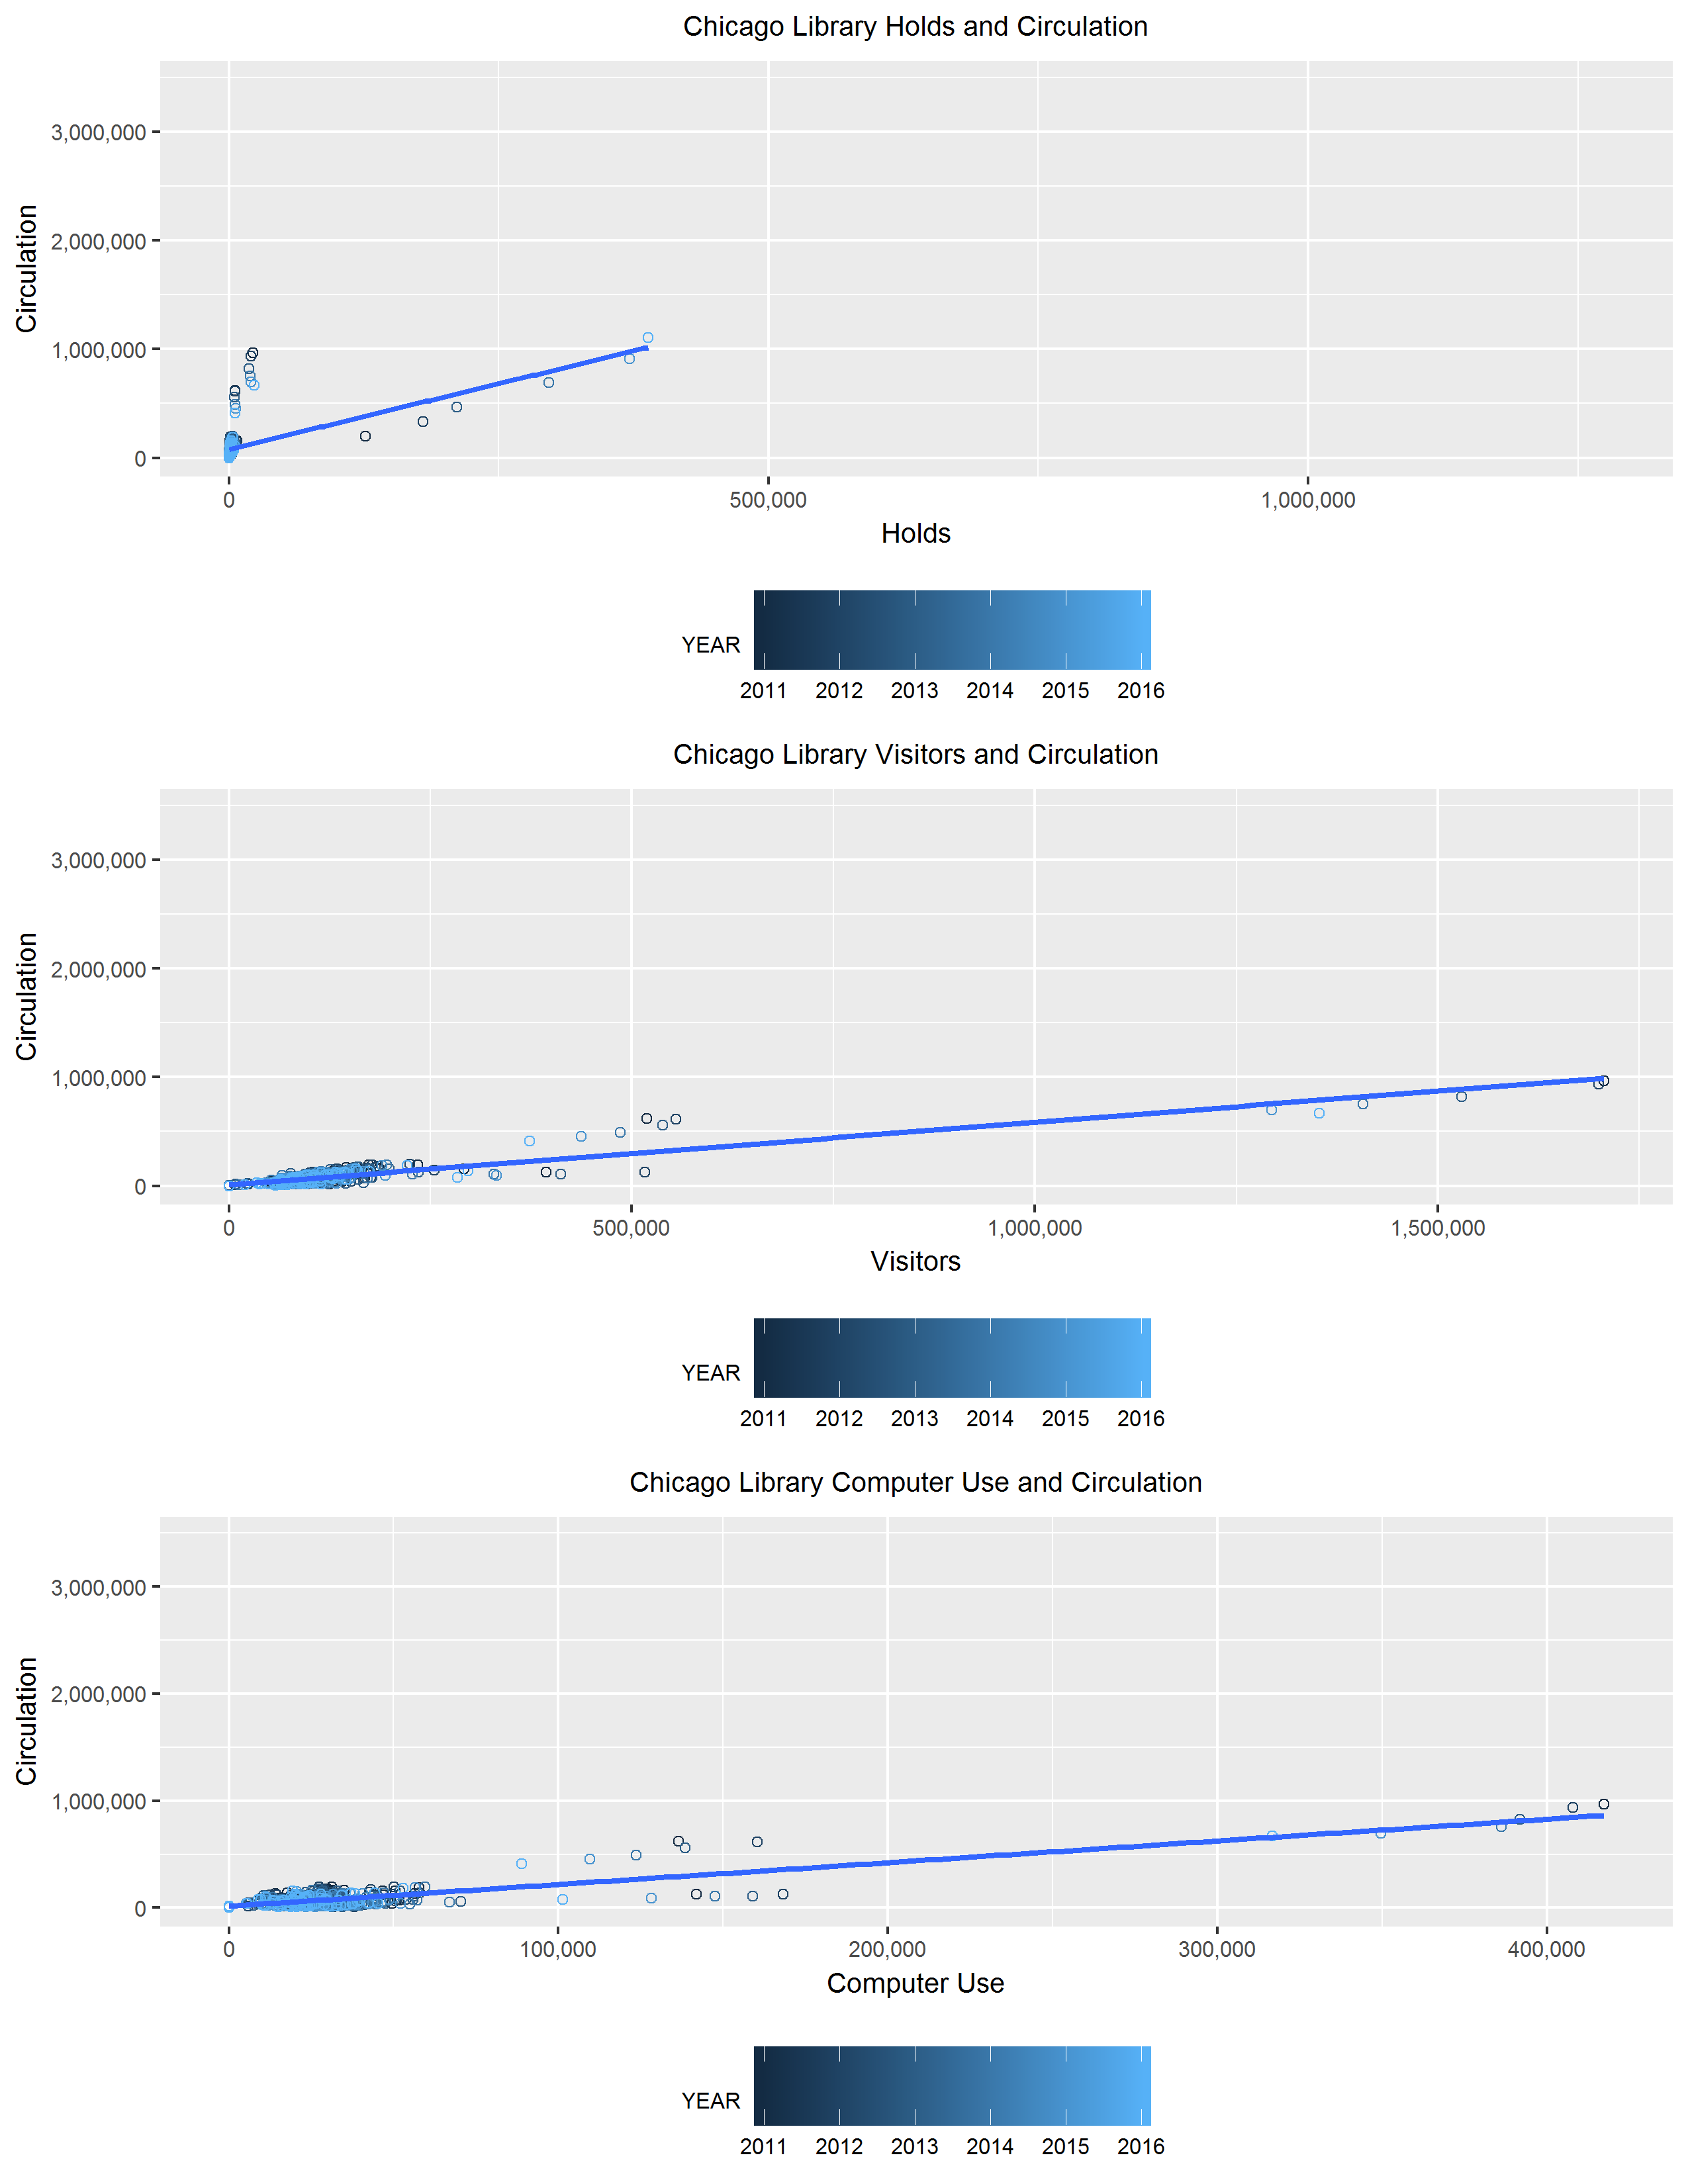 Chicago Library Holds and Circulation
Circulation
3,000,000
2,000,000
1,000,000
0
0 500,000 1,000,000
Holds
YEAR
2011 2012 2013 2014 2015 2016
Chicago Library Visitors and Circulation
Circulation
3,000,000
2,000,000
1,000,000
0
0 500,000 1,000,000 1,500,000
Visitors
YEAR
2011 2012 2013 2014 2015 2016
Chicago Library Computer Use and Circulation
Circulation
3,000,000
2,000,000
1,000,000
0
0 100,000 200,000 300,000 400,000
Computer Use
YEAR
2011 2012 2013 2014 2015 2016